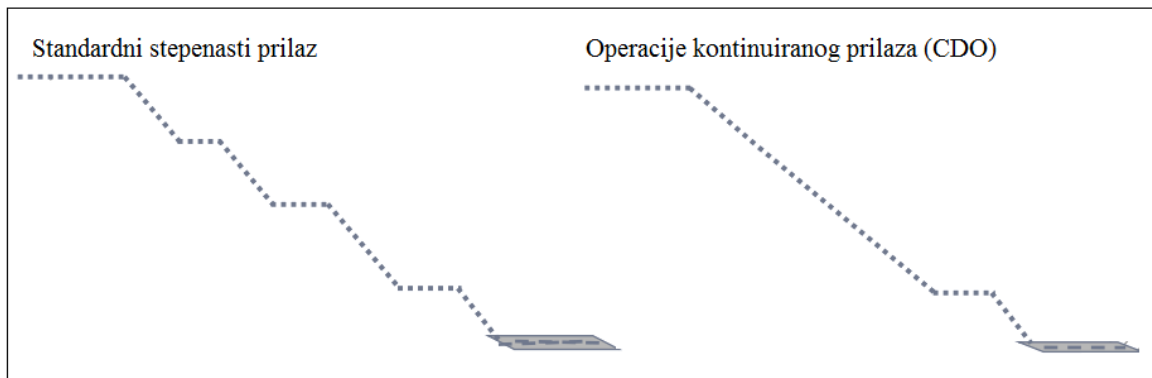 Standardni stepenasti prilaz
Operacije kontinuiranog prilaza (CDO)